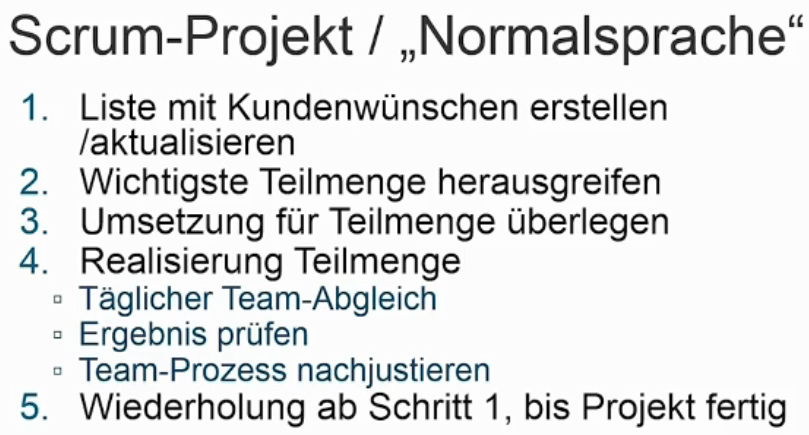 Scrum-Projekt / „Normalsprache“
1. Liste mit Kundenwünschen erstellen
/aktualisieren
2. Wichtigste Teilmenge herausgreifen
3. Umsetzung für Teilmenge überlegen
4. Realisierung Teilmenge
▫ Täglicher Team-Abgleich
▫ Ergebnis prüfen
▫ Team-Prozess nachjustieren
5. Wiederholung ab Schritt 1, bis Projekt fertig